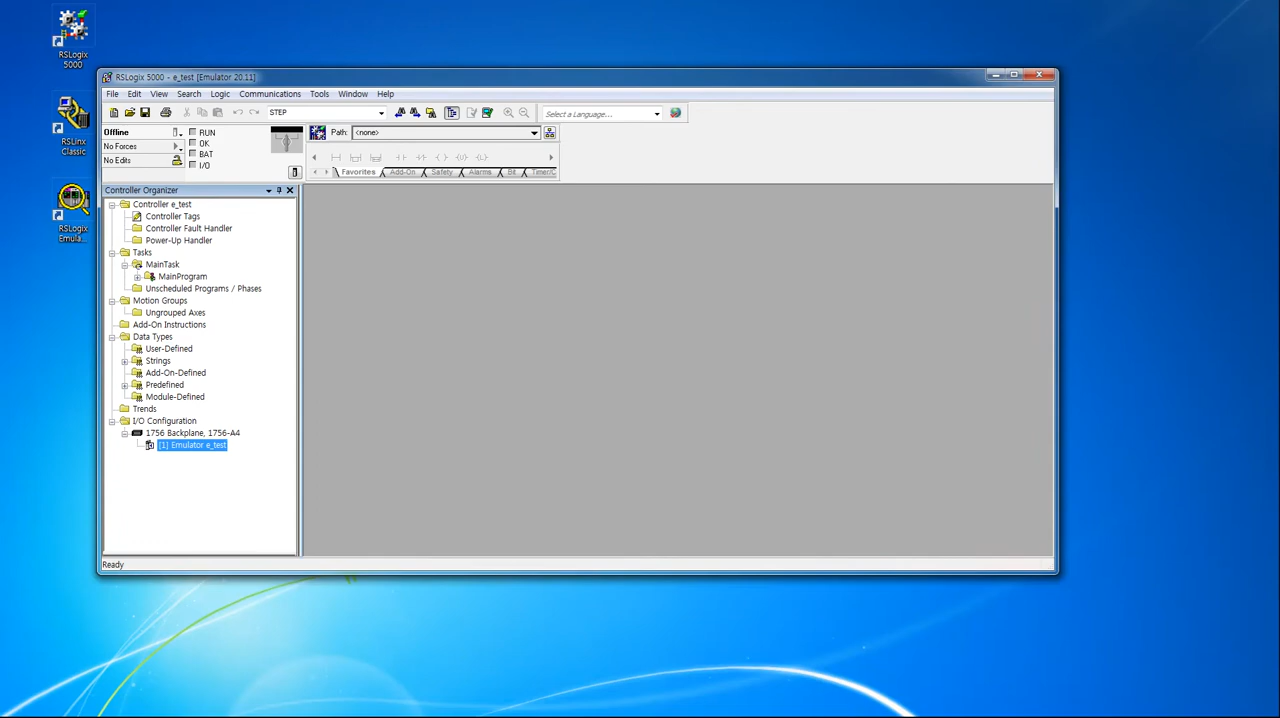 RSLogix
5000
RSLinx
Classic
RSLogix
Emula...
RSLogix 5000 - e_test [Emulator 20.11]
File Edit View Search Logic Communications Tools Window Help
STEP
Select a Language...
Offline
RUN
No Forces
OK
No Edits
BAT
I/O
Path: <none>
Favorites Add-On Safety Alarms Bit Timer/C
Controller Organizer
Controller e_test
Controller Tags
Controller Fault Handler
Power-Up Handler
Tasks
MainTask
MainProgram
Unscheduled Programs / Phases
Motion Groups
Ungrouped Axes
Add-On Instructions
Data Types
User-Defined
Strings
Add-On-Defined
Predefined
Module-Defined
Trends
I/O Configuration
1756 Backplane, 1756-A4
[1] Emulator e_test
Ready